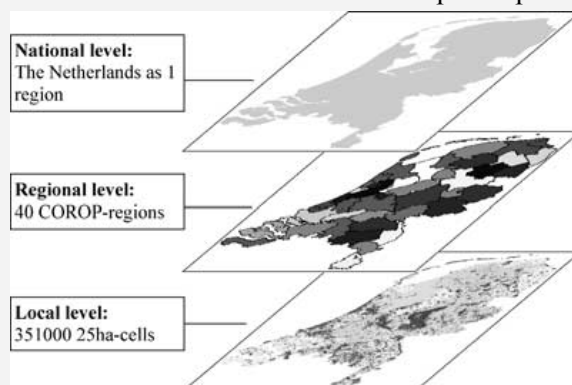 National level:
The Netherlands as 1
region
Regional level:
40 COROP-regions
Local level:
351000 25ha-cells